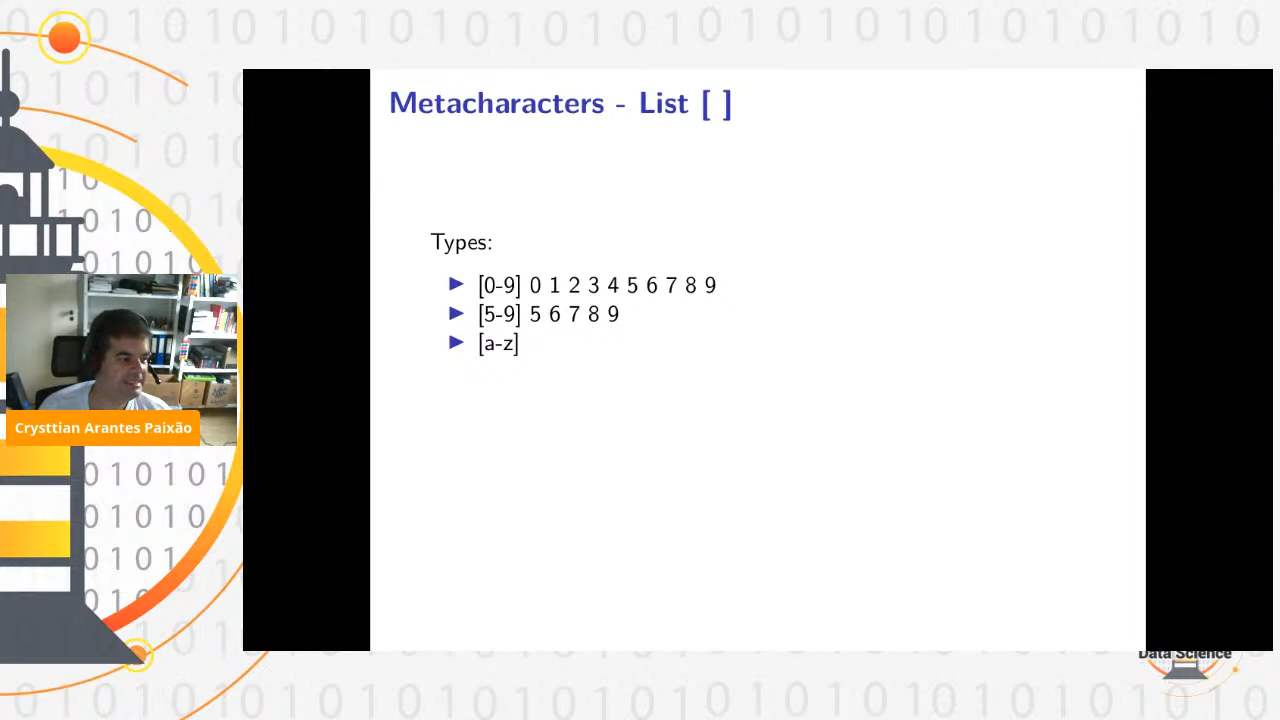 Metacharacters - List [ ]
Types:
[0-9] 0 1 2 3 4 5 6 7 8 9
[5-9] 5 6 7 8 9
[a-z]
Crysttian Arantes Paixão
Data Science